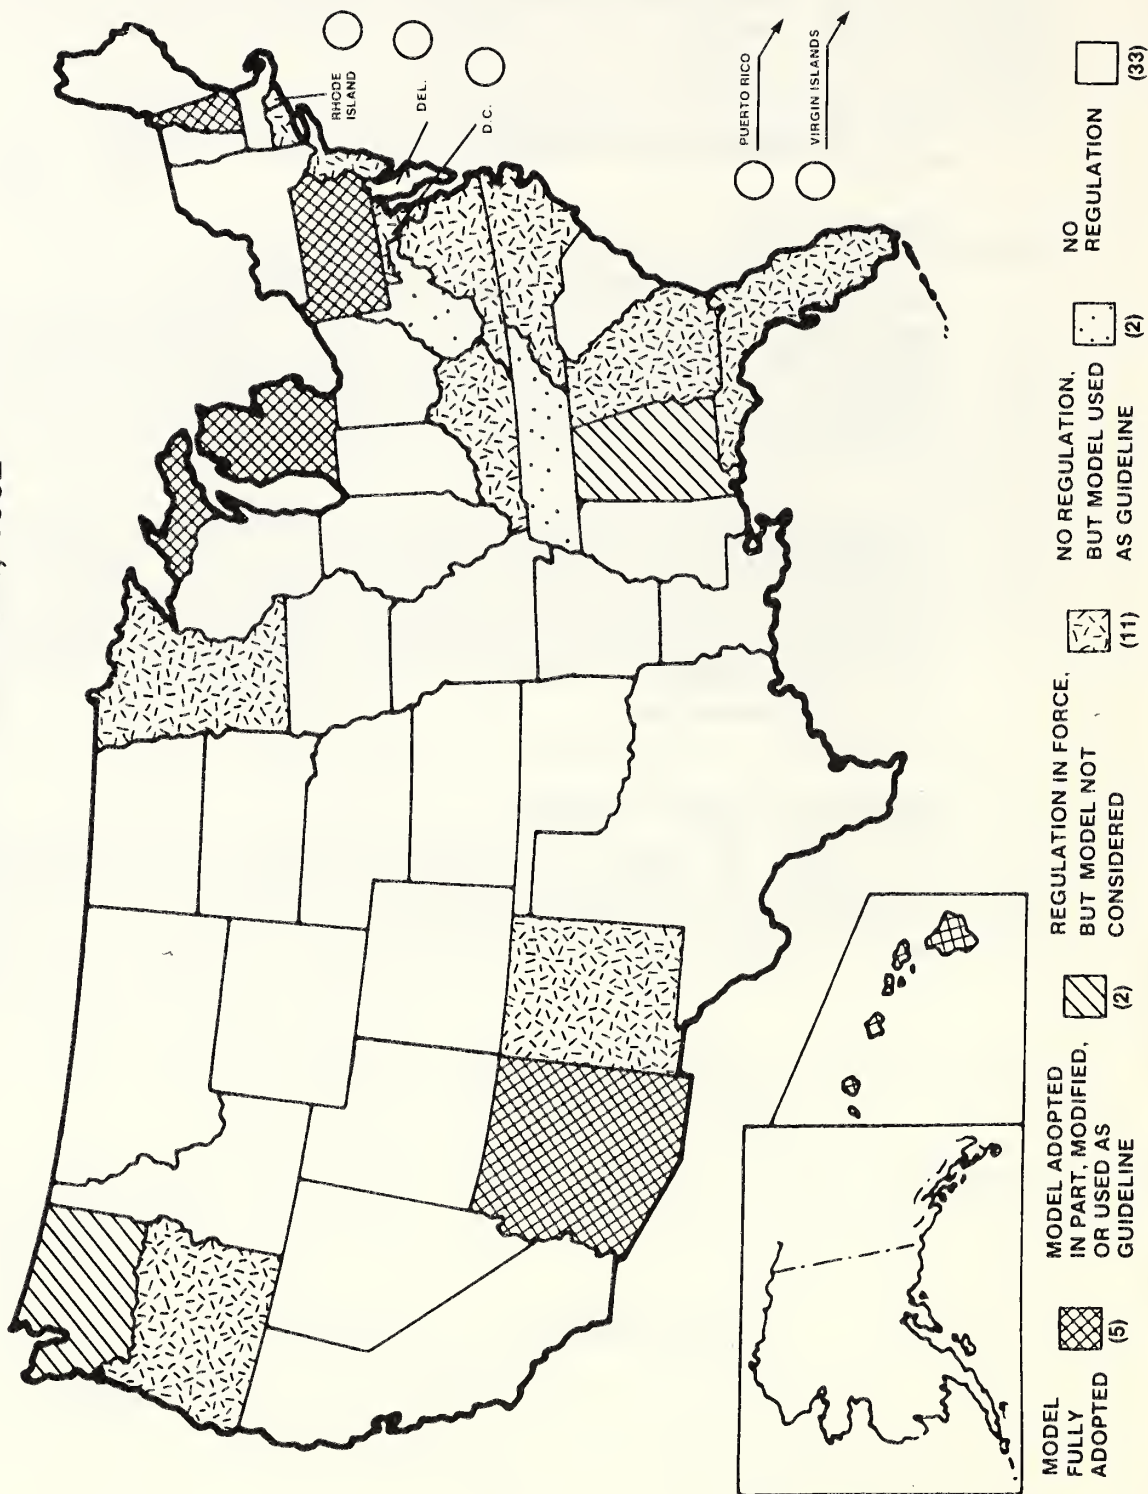 RHODE
ISLAND
DEL.
D.C.
PUERTO RICO
VIRGIN ISLANDS
MODEL
FULLY
ADOPTED
(5)
MODEL ADOPTED
IN PART, MODIFIED,
OR USED AS
GUIDELINE
(2)
REGULATION IN FORCE,
BUT MODEL NOT
CONSIDERED
(11)
NO REGULATION,
BUT MODEL USED
AS GUIDELINE
(2)
NO
REGULATION
(33)